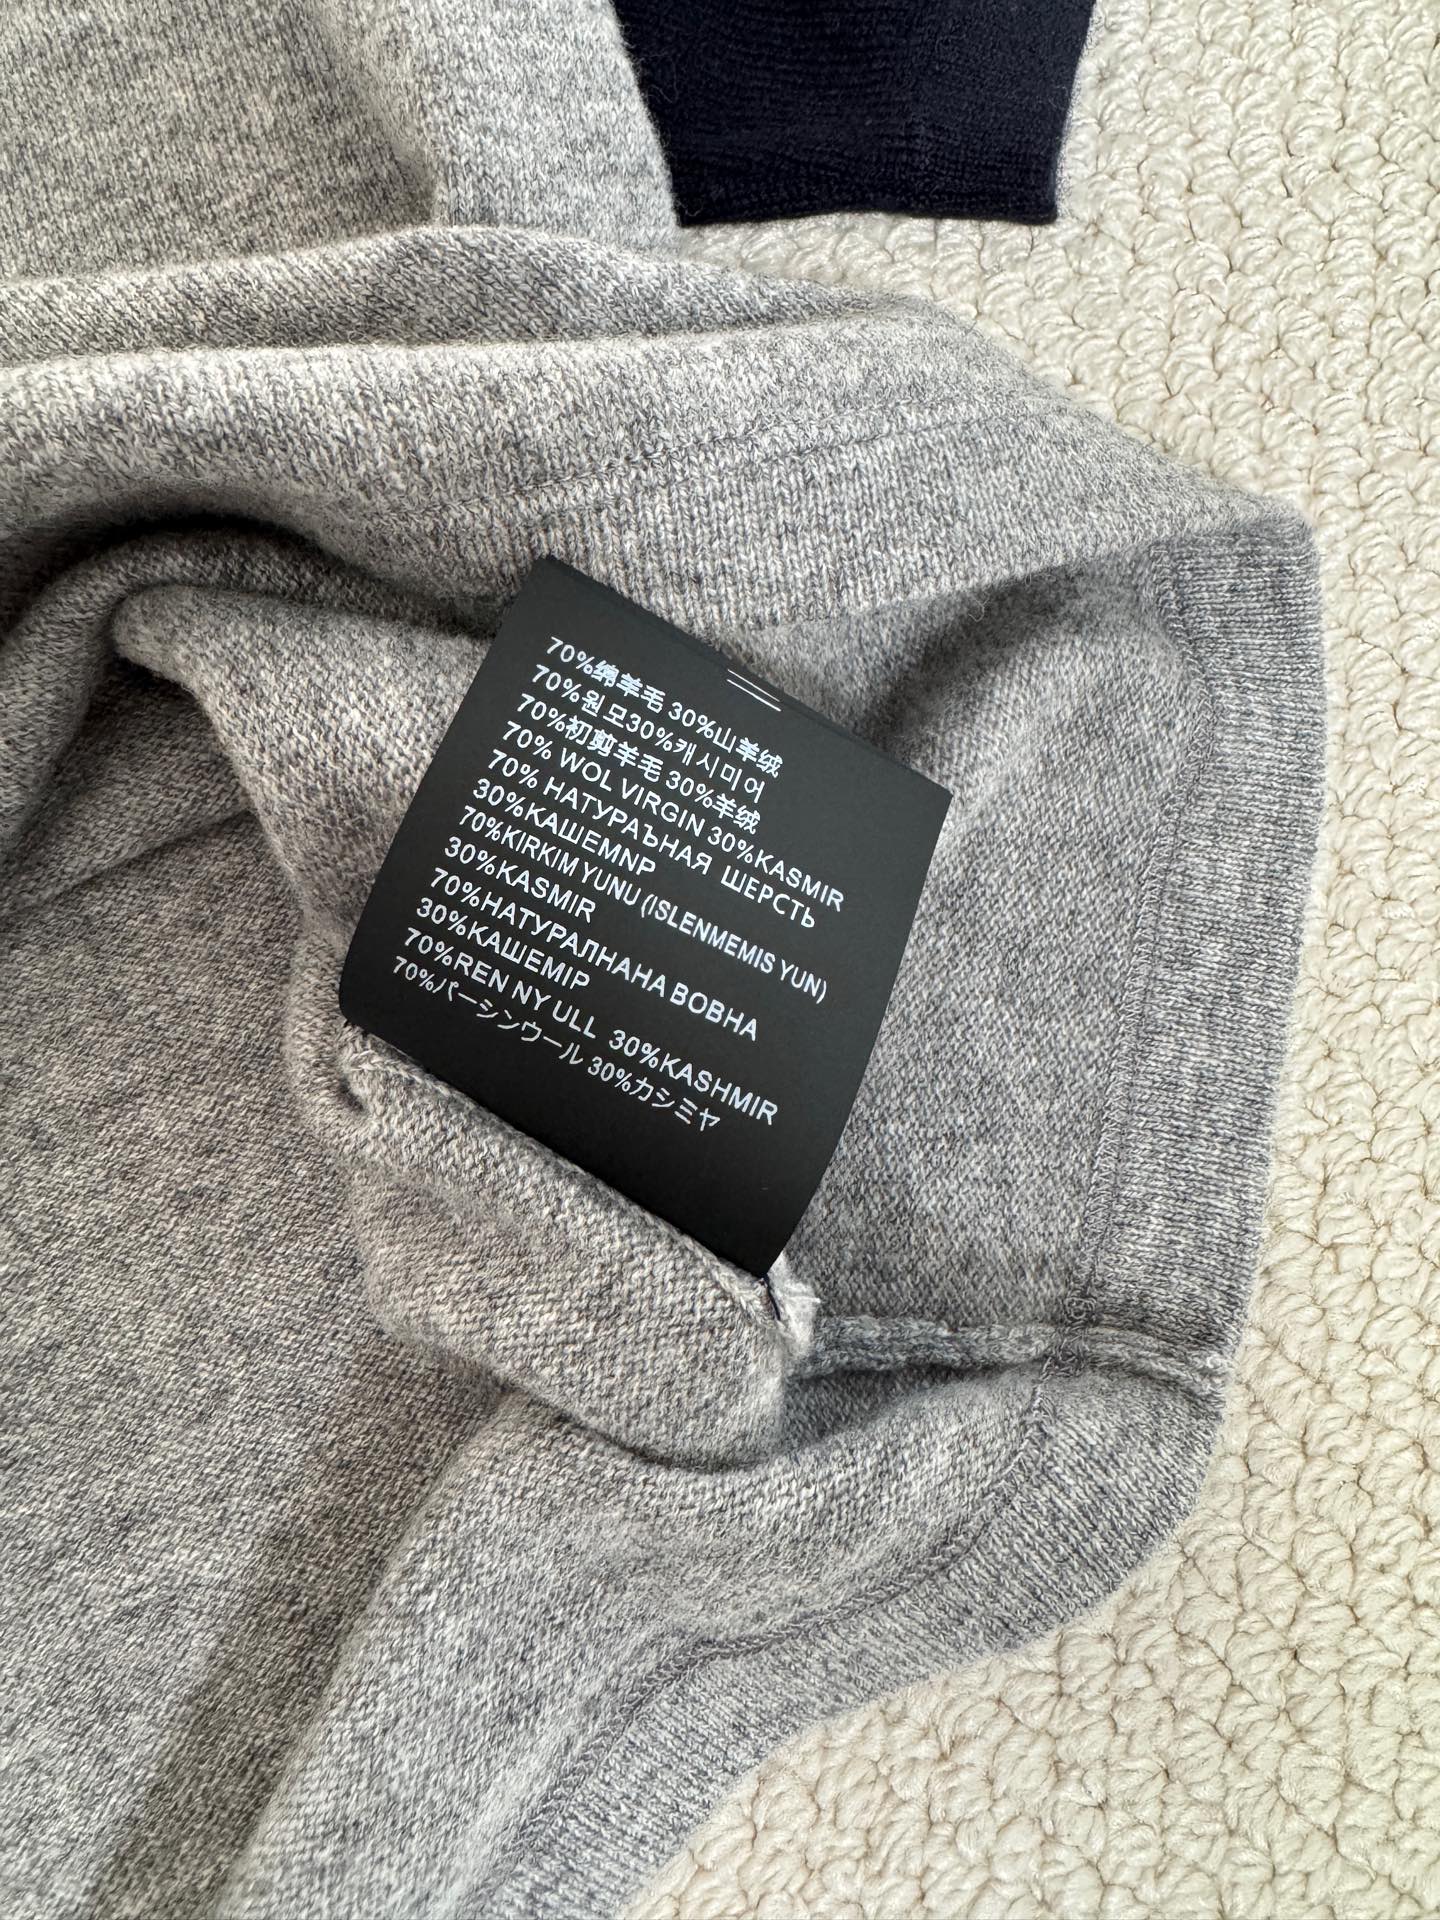 70%绵羊毛 30%山羊绒
70%원모30%캐시미어
70%初剪羊毛 30%羊绒
70% WOL VIRGIN 30%KASMIR
70% НАТУРАЪНАЯ ШЕРСТЬ
30%КАШЕМNР
70%KIRKIM YUNU (ISLENMEMIS YUN)
30%KASMIR
70%НАТУРАЛНАНА ВОВНА
30%КАШЕМІР
70%REN NY ULL 30%KASHMIR
70%パーシンウール 30%カシミヤ